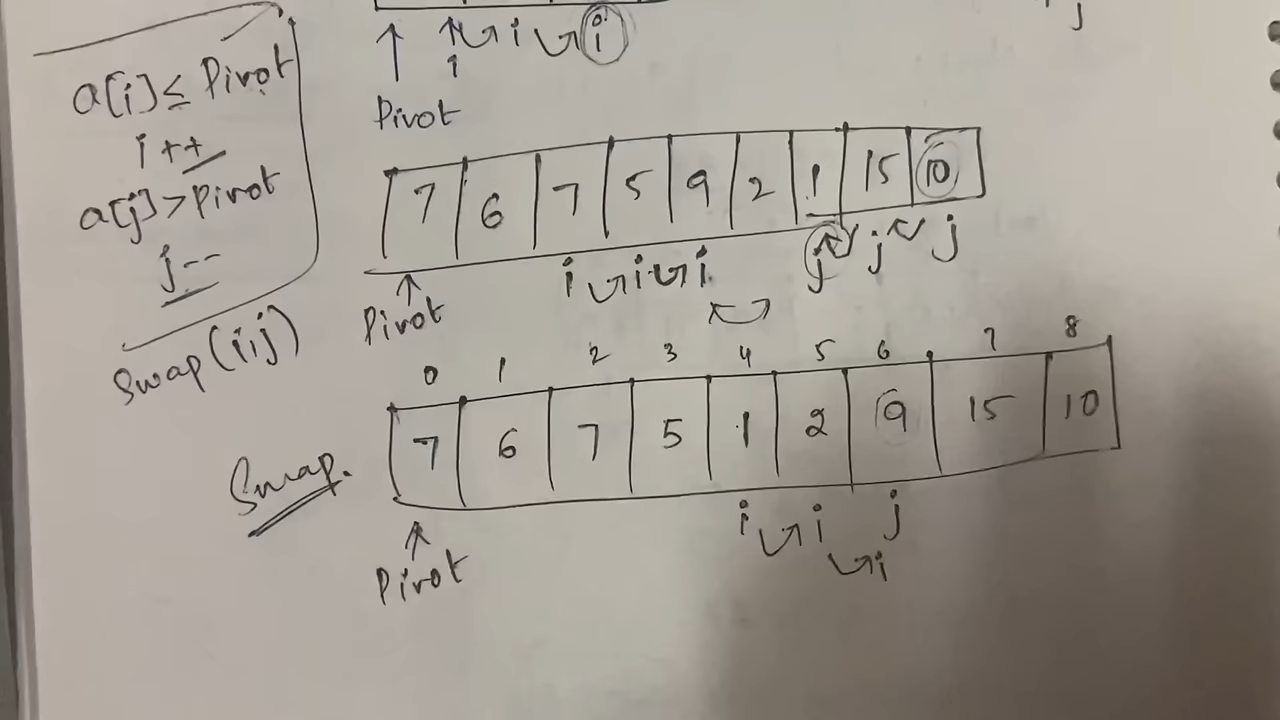 j
i i i
i
Pivot
a[i] ≤ Pivot
i++
a[j] > Pivot
j--
swap(i,j)
7 6 7 5 9 2 1 15 10
i i i j j j
Pivot
0 1 2 3 4 5 6 7 8
7 6 7 5 1 2 9 15 10
Swap.
i i j
i
Pivot